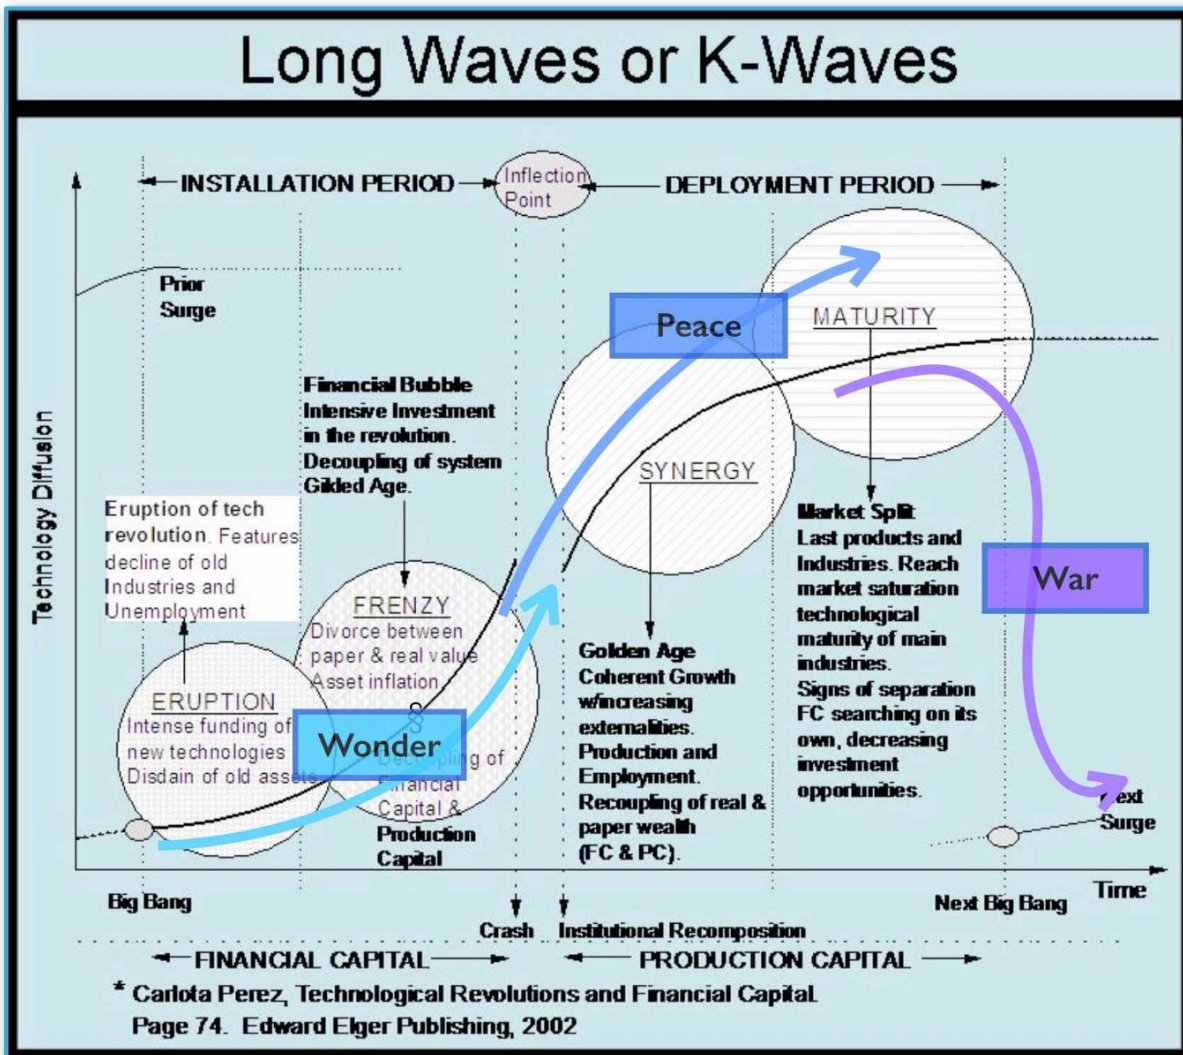 Long Waves or K-Waves
INSTALLATION PERIOD
Inflection
Point
DEPLOYMENT PERIOD
Prior
Surge
Technology Diffusion
Financial Bubble
Intensive Investment
in the revolution.
Decoupling of system
Gilded Age.
Eruption of tech
revolution. Features
decline of old
Industries and
Unemployment
ERUPTION
Intense funding of
new technologies
Disdain of old assets
FRENZY
Divorce between
paper & real value
Asset inflation
§
Wonder
Decoupling of
Financial
Capital &
Production
Capital
Peace
SYNERGY
Golden Age
Coherent Growth
w/increasing
externalities.
Production and
Employment.
Recoupling of real &
paper wealth
(FC & PC).
MATURITY
Market Split
Last products and
Industries. Reach
market saturation
technological
maturity of main
industries.
Signs of separation
FC searching on its
own, decreasing
investment
opportunities.
War
Next
Surge
Big Bang
Next Big Bang
Time
Crash
Institutional Recomposition
FINANCIAL CAPITAL
PRODUCTION CAPITAL
* Carlota Perez, Technological Revolutions and Financial Capital.
Page 74. Edward Elger Publishing, 2002